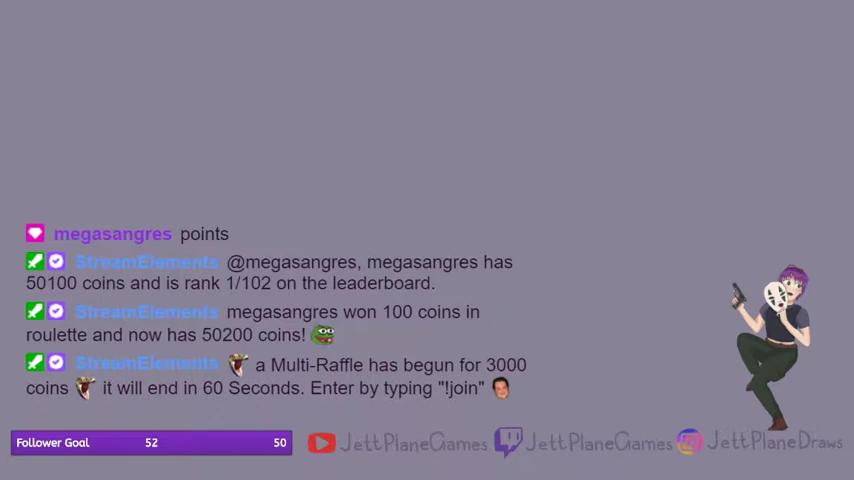 megasangres points
StreamElements @megasangres, megasangres has
50100 coins and is rank 1/102 on the leaderboard.
StreamElements megasangres won 100 coins in
roulette and now has 50200 coins!
StreamElements a Multi-Raffle has begun for 3000
coins it will end in 60 Seconds. Enter by typing "!join"
Follower Goal 52 50 JettPlaneGames JettPlaneGames JettPlaneDraws